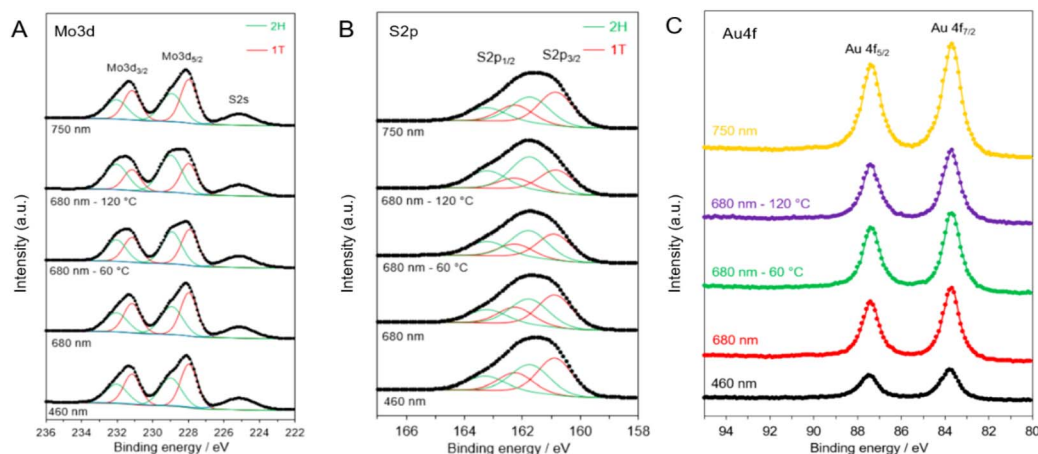 A
Mo3d
2H
1T
Mo3d3/2
Mo3d5/2
S2s
750 nm
680 nm - 120 °C
680 nm - 60 °C
680 nm
460 nm
236 234 232 230 228 226 224 222
Binding energy / eV
Intensity (a.u.)
B
S2p
2H
1T
S2p1/2
S2p3/2
750 nm
680 nm - 120 °C
680 nm - 60 °C
680 nm
460 nm
166 164 162 160 158
Binding energy / eV
Intensity (a.u.)
C
Au4f
Au 4f5/2
Au 4f7/2
750 nm
680 nm - 120 °C
680 nm - 60 °C
680 nm
460 nm
94 92 90 88 86 84 82 80
Binding energy / eV
Intensity (a.u.)